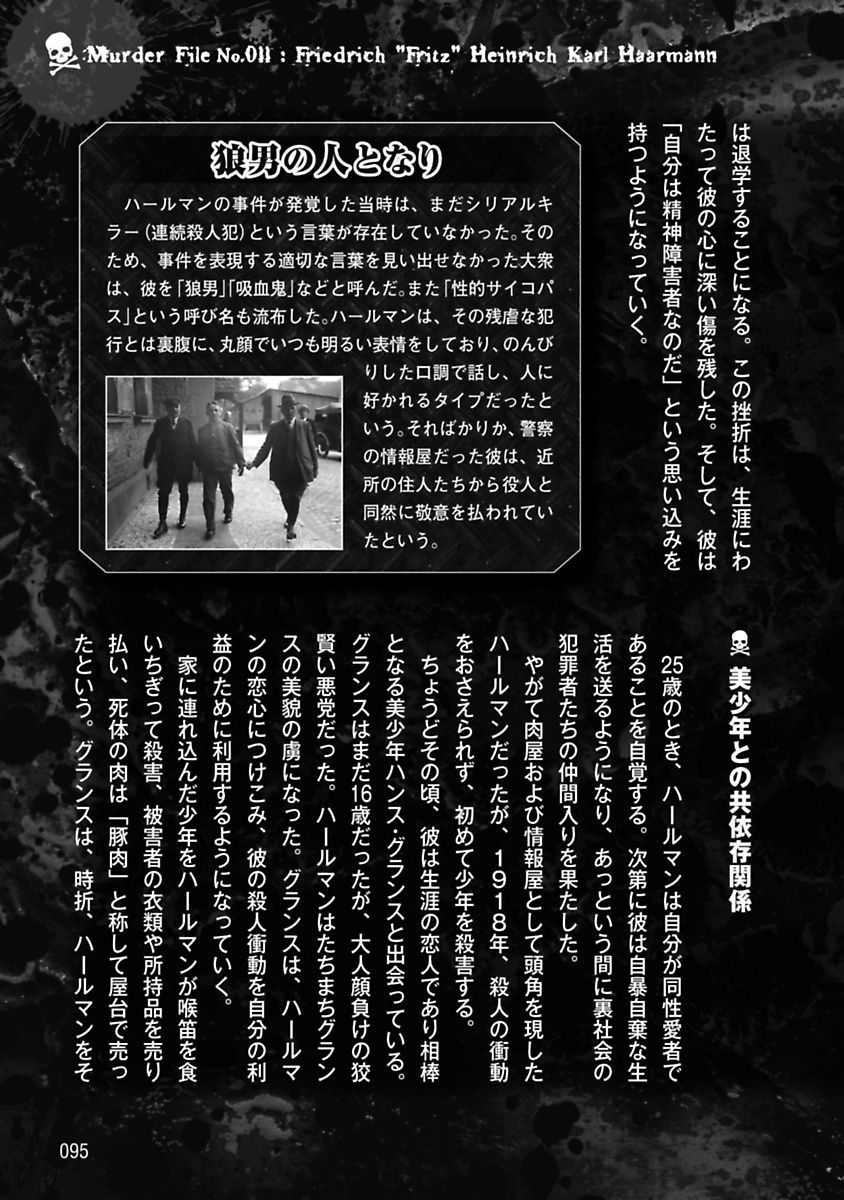 Murder File No.011 : Friedrich "Fritz" Heinrich Karl Haarmann
は退学することになる。この挫折は、生涯にわ
たって彼の心に深い傷を残した。そして、彼は
「自分は精神障害者なのだ」という思い込みを
持つようになっていく。
狼男の人となり
ハールマンの事件が発覚した当時は、まだシリアルキ
ラー（連続殺人犯）という言葉が存在していなかった。その
ため、事件を表現する適切な言葉を見い出せなかった大衆
は、彼を「狼男」「吸血鬼」などと呼んだ。また「性的サイコパ
ス」という呼び名も流布した。ハールマンは、その残虐な犯
行とは裏腹に、丸顔でいつも明るい表情をしており、のんび
りした口調で話し、人に
好かれるタイプだったと
いう。そればかりか、警察
の情報屋だった彼は、近
所の住人たちから役人と
同然に敬意を払われてい
たという。
美少年との共依存関係
25歳のとき、ハールマンは自分が同性愛者で
あることを自覚する。次第に彼は自暴自棄な生
活を送るようになり、あっという間に裏社会の
犯罪者たちの仲間入りを果たした。
やがて肉屋および情報屋として頭角を現した
ハールマンだったが、1918年、殺人の衝動
をおさえられず、初めて少年を殺害する。
ちょうどその頃、彼は生涯の恋人であり相棒
となる美少年ハンス・グランスと出会っている。
グランスはまだ16歳だったが、大人顔負けの狡
賢い悪党だった。ハールマンはたちまちグラン
スの美貌の虜になった。グランスは、ハールマ
ンの恋心につけこみ、彼の殺人衝動を自分の利
益のために利用するようになっていく。
家に連れ込んだ少年をハールマンが喉笛を食
いちぎって殺害、被害者の衣類や所持品を売り
払い、死体の肉は「豚肉」と称して屋台で売っ
たという。グランスは、時折、ハールマンをそ
095